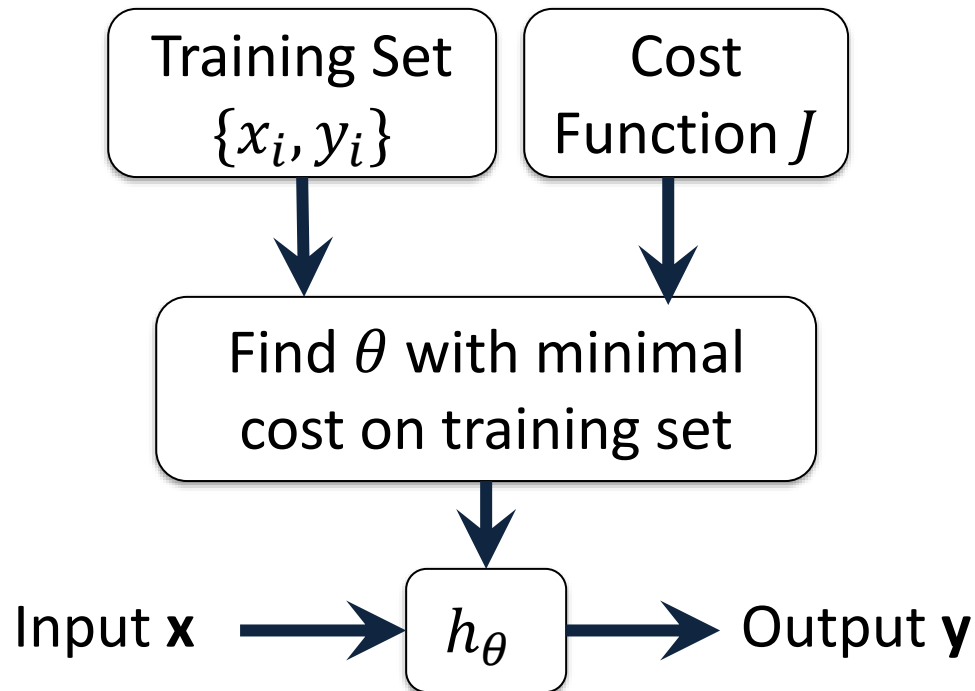 Training Set
{𝑥ᵢ, 𝑦ᵢ}
Cost
Function 𝐽
Find 𝜃 with minimal
cost on training set
Input **x**
ℎ_𝜃
Output **y**